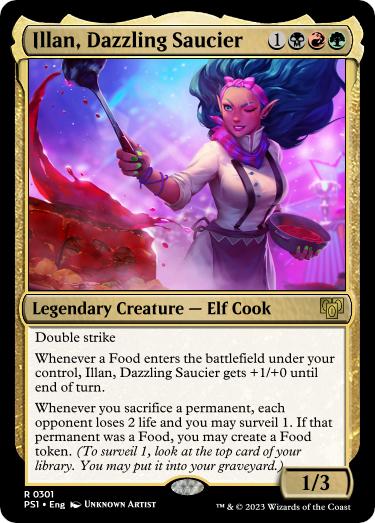 Illan, Dazzling Saucier 1
Legendary Creature — Elf Cook
Double strike
Whenever a Food enters the battlefield under your
control, Illan, Dazzling Saucier gets +1/+0 until
end of turn.
Whenever you sacrifice a permanent, each
opponent loses 2 life and you may surveil 1. If that
permanent was a Food, you may create a Food
token. (To surveil 1, look at the top card of your
library. You may put it into your graveyard.)
1/3
R 0301
PS1 • Eng Unknown Artist
™ & © 2023 Wizards of the Coast